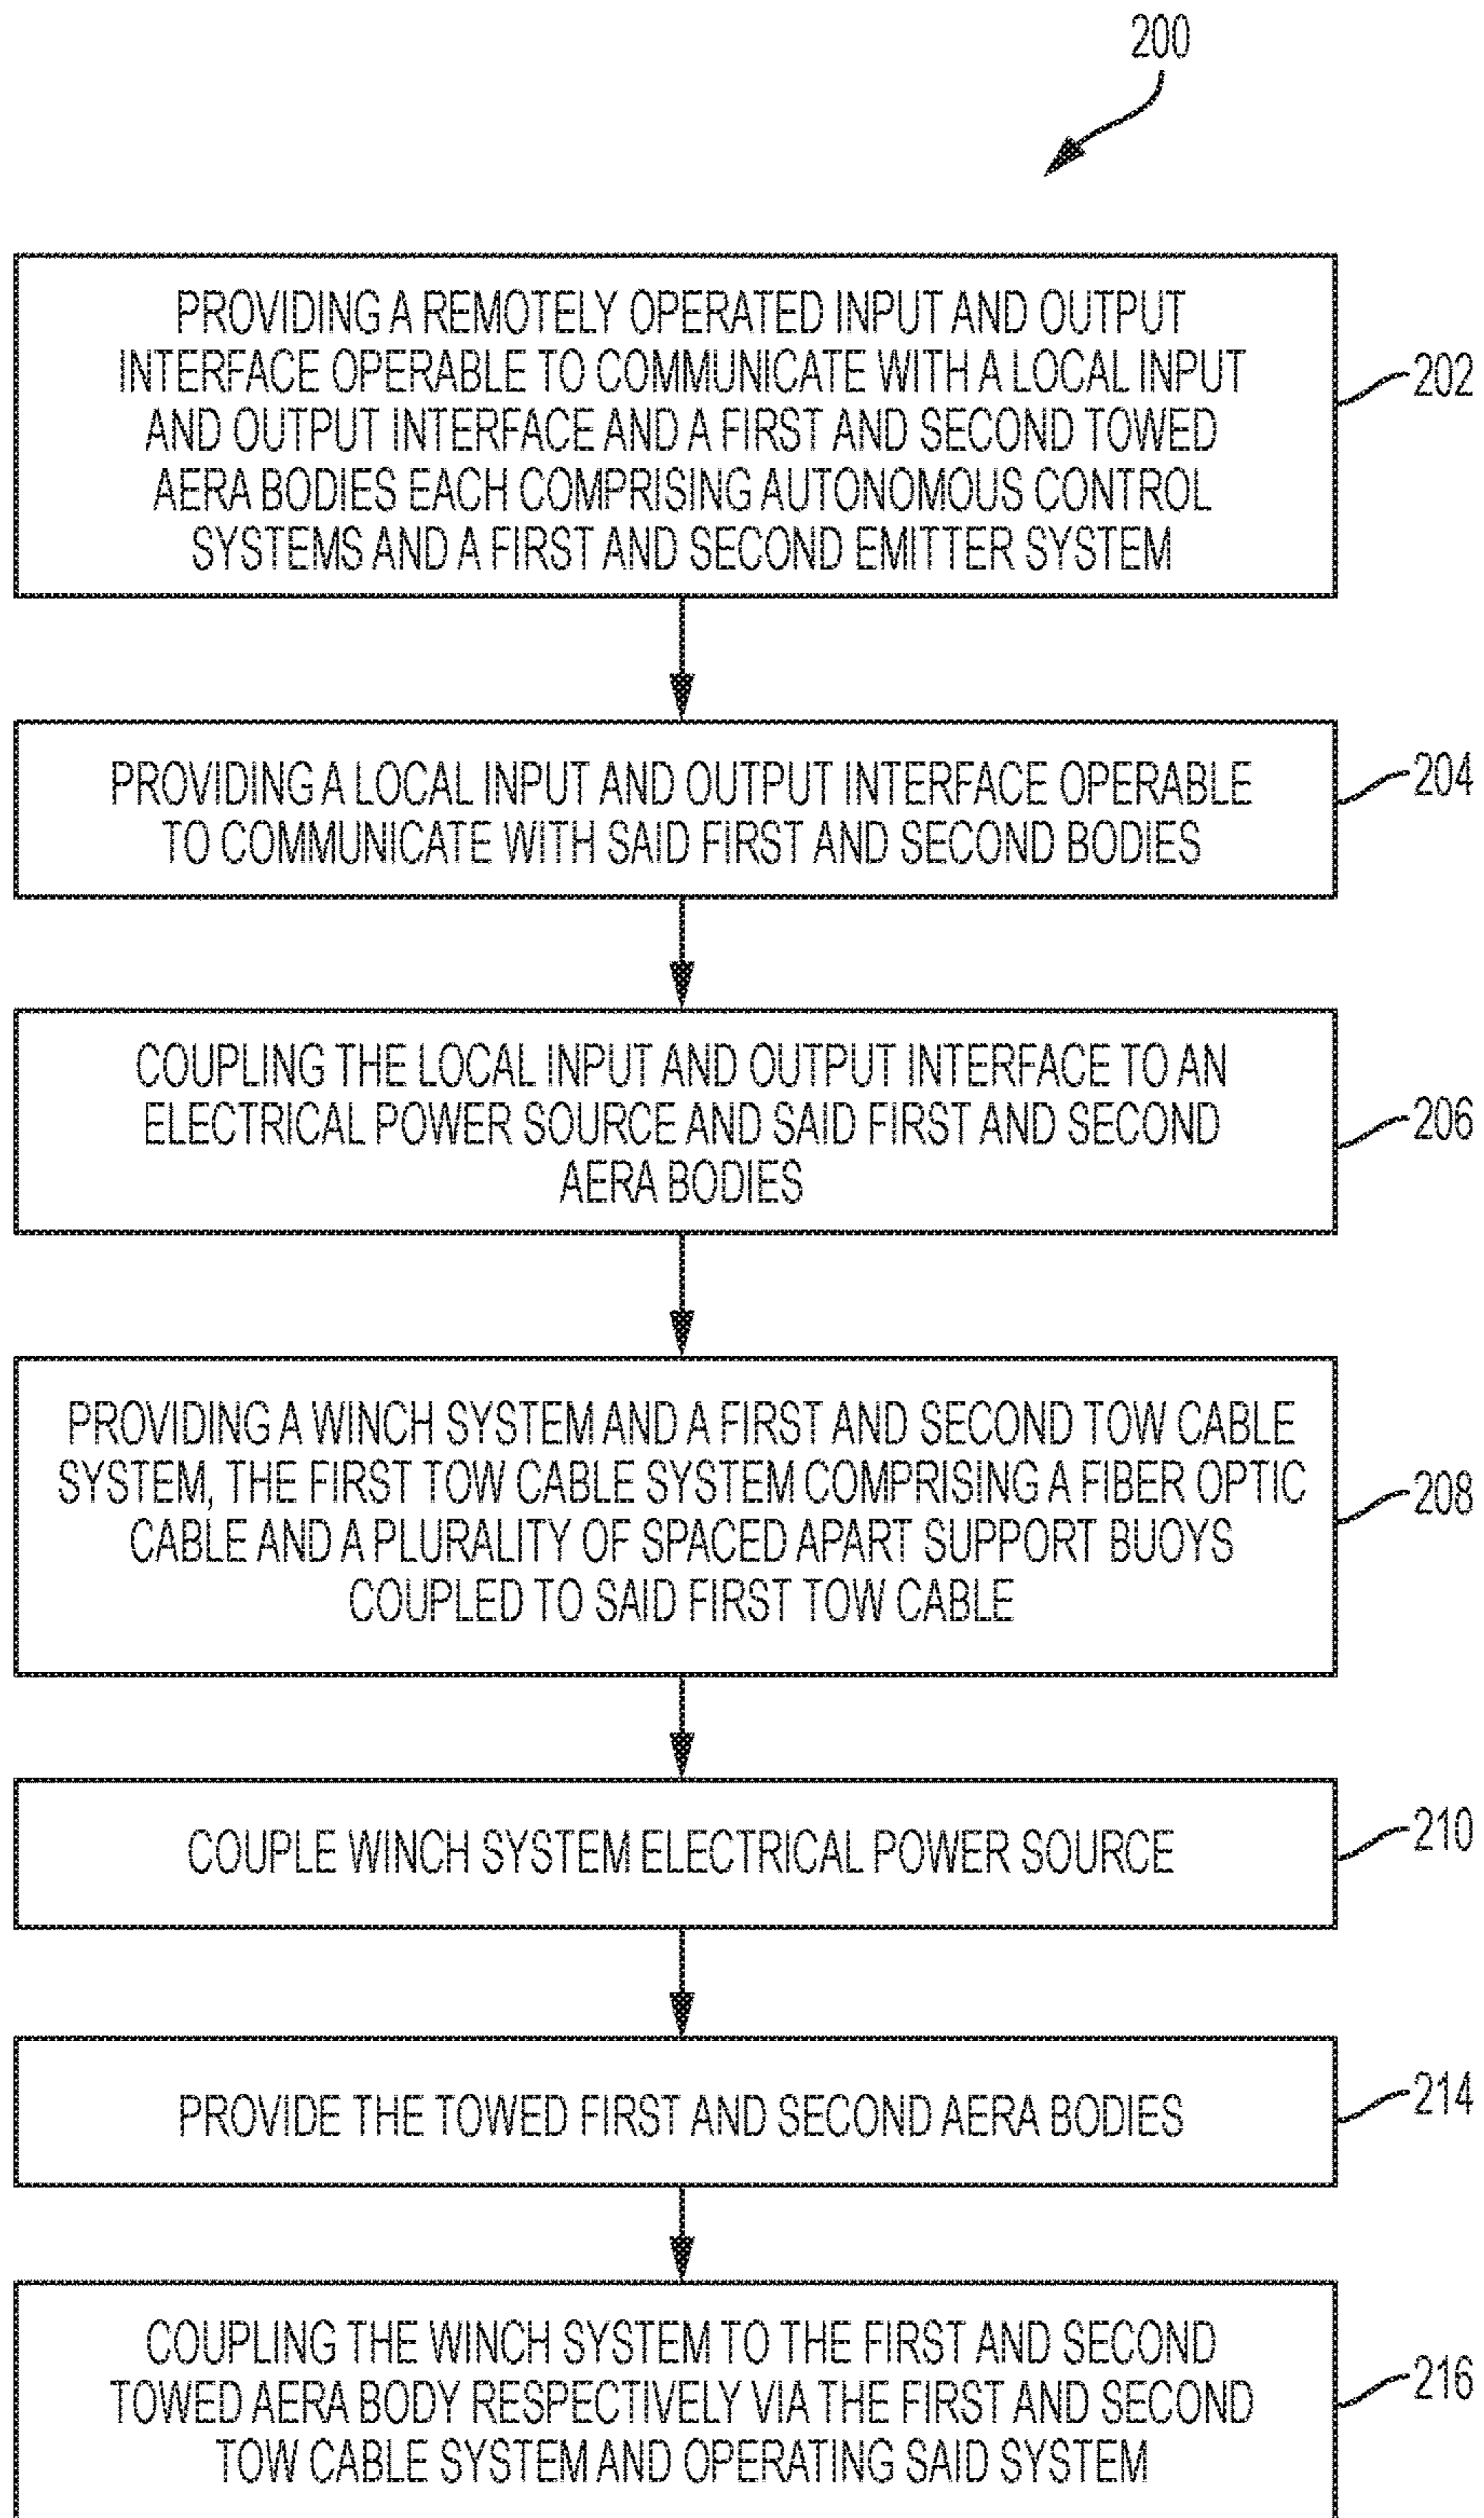 200
PROVIDING A REMOTELY OPERATED INPUT AND OUTPUT
INTERFACE OPERABLE TO COMMUNICATE WITH A LOCAL INPUT
AND OUTPUT INTERFACE AND A FIRST AND SECOND TOWED
AERA BODIES EACH COMPRISING AUTONOMOUS CONTROL
SYSTEMS AND A FIRST AND SECOND EMITTER SYSTEM
202
PROVIDING A LOCAL INPUT AND OUTPUT INTERFACE OPERABLE
TO COMMUNICATE WITH SAID FIRST AND SECOND BODIES
204
COUPLING THE LOCAL INPUT AND OUTPUT INTERFACE TO AN
ELECTRICAL POWER SOURCE AND SAID FIRST AND SECOND
AERA BODIES
206
PROVIDING A WINCH SYSTEM AND A FIRST AND SECOND TOW CABLE
SYSTEM, THE FIRST TOW CABLE SYSTEM COMPRISING A FIBER OPTIC
CABLE AND A PLURALITY OF SPACED APART SUPPORT BUOYS
COUPLED TO SAID FIRST TOW CABLE
208
COUPLE WINCH SYSTEM ELECTRICAL POWER SOURCE
210
PROVIDE THE TOWED FIRST AND SECOND AERA BODIES
214
COUPLING THE WINCH SYSTEM TO THE FIRST AND SECOND
TOWED AERA BODY RESPECTIVELY VIA THE FIRST AND SECOND
TOW CABLE SYSTEM AND OPERATING SAID SYSTEM
216